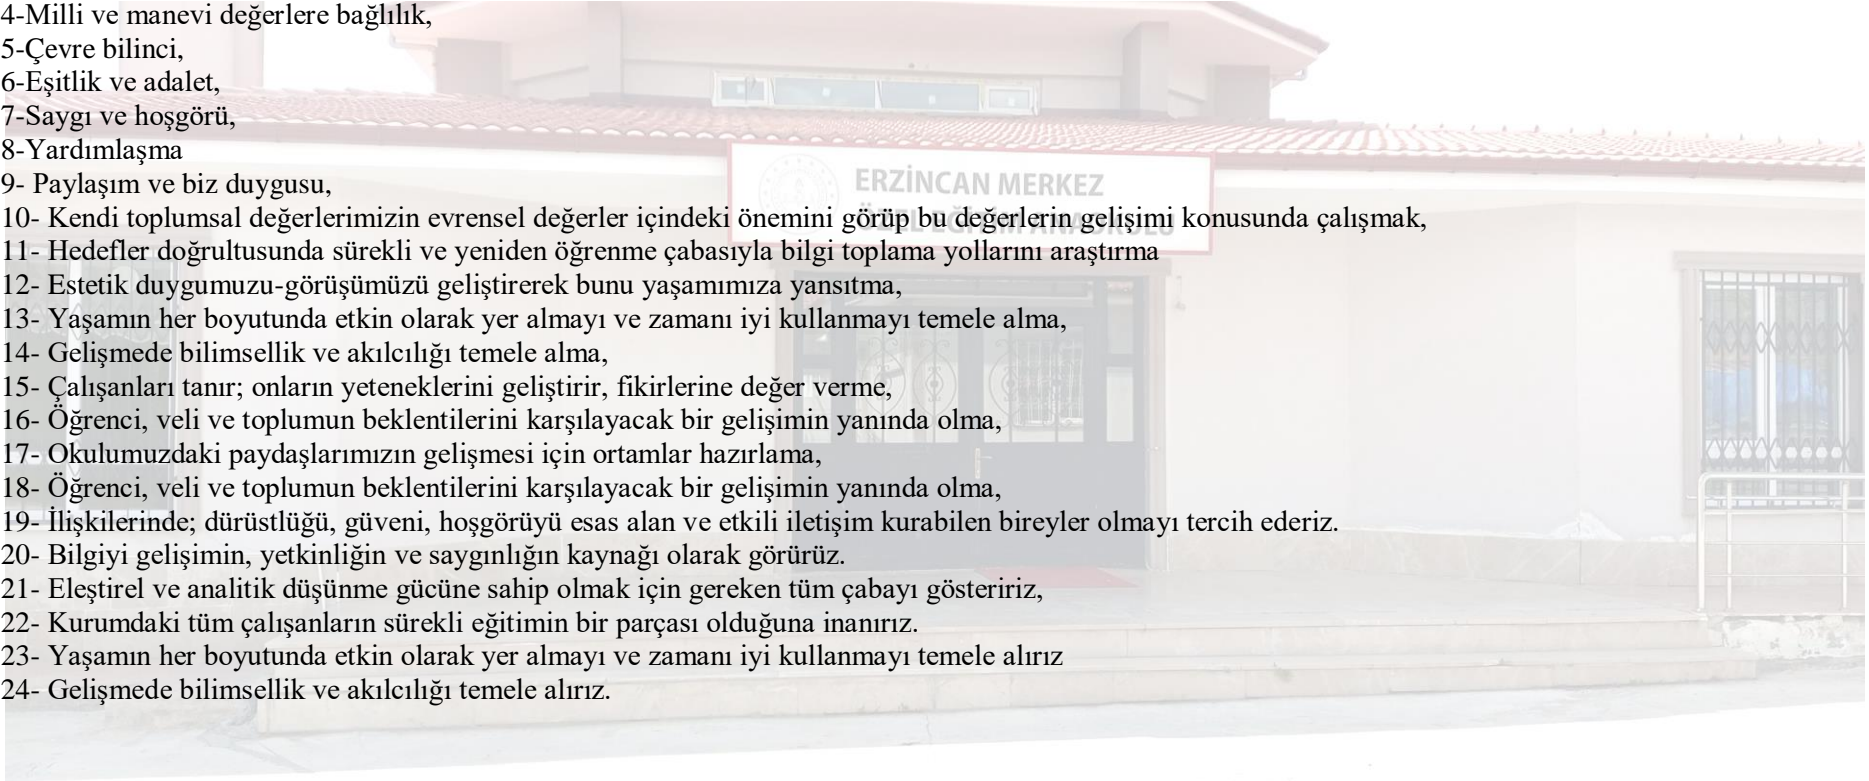 4-Milli ve manevi değerlere bağlılık,
5-Çevre bilinci,
6-Eşitlik ve adalet,
7-Saygı ve hoşgörü,
8-Yardımlaşma
9- Paylaşım ve biz duygusu,
ERZİNCAN MERKEZ
ÖZEL EĞİTİM ANAOKULU
10- Kendi toplumsal değerlerimizin evrensel değerler içindeki önemini görüp bu değerlerin gelişimi konusunda çalışmak,
11- Hedefler doğrultusunda sürekli ve yeniden öğrenme çabasıyla bilgi toplama yollarını araştırma
12- Estetik duygumuzu-görüşümüzü geliştirerek bunu yaşamımıza yansıtma,
13- Yaşamın her boyutunda etkin olarak yer almayı ve zamanı iyi kullanmayı temele alma,
14- Gelişmede bilimsellik ve akılcılığı temele alma,
15- Çalışanları tanır; onların yeteneklerini geliştirir, fikirlerine değer verme,
16- Öğrenci, veli ve toplumun beklentilerini karşılayacak bir gelişimin yanında olma,
17- Okulumuzdaki paydaşlarımızın gelişmesi için ortamlar hazırlama,
18- Öğrenci, veli ve toplumun beklentilerini karşılayacak bir gelişimin yanında olma,
19- İlişkilerinde; dürüstlüğü, güveni, hoşgörüyü esas alan ve etkili iletişim kurabilen bireyler olmayı tercih ederiz.
20- Bilgiyi gelişimin, yetkinliğin ve saygınlığın kaynağı olarak görürüz.
21- Eleştirel ve analitik düşünme gücüne sahip olmak için gereken tüm çabayı gösteririz,
22- Kurumdaki tüm çalışanların sürekli eğitimin bir parçası olduğuna inanırız.
23- Yaşamın her boyutunda etkin olarak yer almayı ve zamanı iyi kullanmayı temele alırız
24- Gelişmede bilimsellik ve akılcılığı temele alırız.